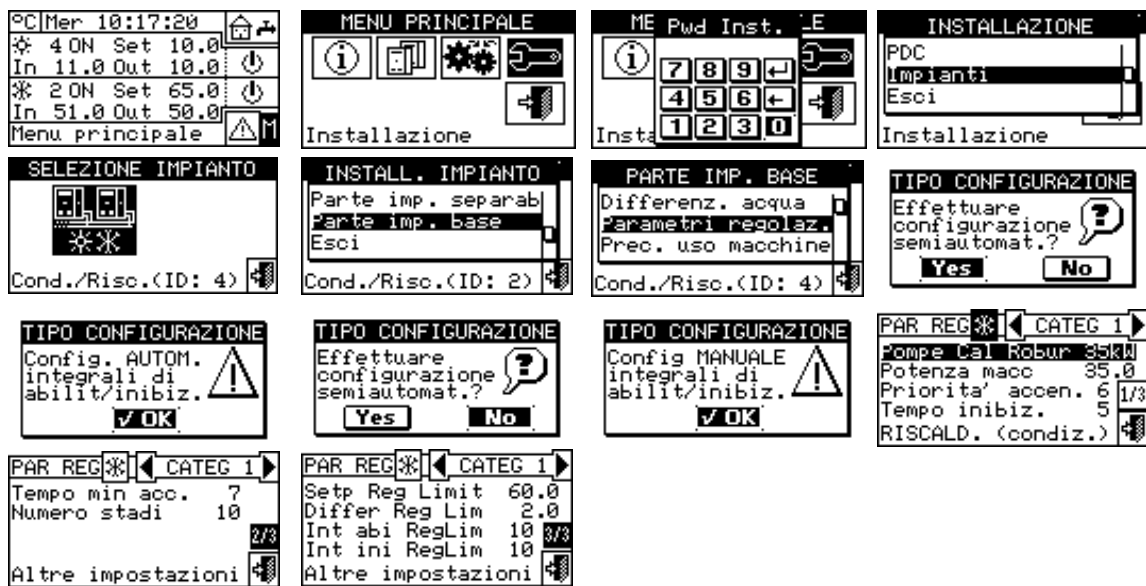 °C Mer 10:17:20
4 ON Set 10.0
In 11.0 Out 10.0
2 ON Set 65.0
In 51.0 Out 50.0
Menu principale M
MENU PRINCIPALE
Installazione
ME LE
Pwd Inst.
7 8 9
4 5 6
1 2 3 0
Insta
INSTALLAZIONE
PDC
Impianti
Esci
Installazione
SELEZIONE IMPIANTO
Cond./Risc.(ID: 4)
INSTALL. IMPIANTO
Parte imp. separab
Parte imp. base
Esci
Cond./Risc.(ID: 2)
PARTE IMP. BASE
Differenz. acqua
Parametri regolaz.
Prec. uso macchine
Cond./Risc.(ID: 4)
TIPO CONFIGURAZIONE
Effettuare
configurazione
semiautomat.?
Yes No
TIPO CONFIGURAZIONE
Config. AUTOM.
integrali di
abilit/inibiz.
√ OK
TIPO CONFIGURAZIONE
Effettuare
configurazione
semiautomat.?
Yes No
TIPO CONFIGURAZIONE
Config MANUALE
integrali di
abilit/inibiz.
√ OK
PAR REG CATEG 1
Pompe Cal Robur 35kW
Potenza macc 35.0
Priorita' accen. 6
1/3
Tempo inibiz. 5
RISCALD. (condiz.)
PAR REG CATEG 1
Tempo min acc. 7
Numero stadi 10
2/3
Altre impostazioni
PAR REG CATEG 1
Setp Reg Limit 60.0
Differ Reg Lim 2.0
Int abi RegLim 10
3/3
Int ini RegLim 10
Altre impostazioni